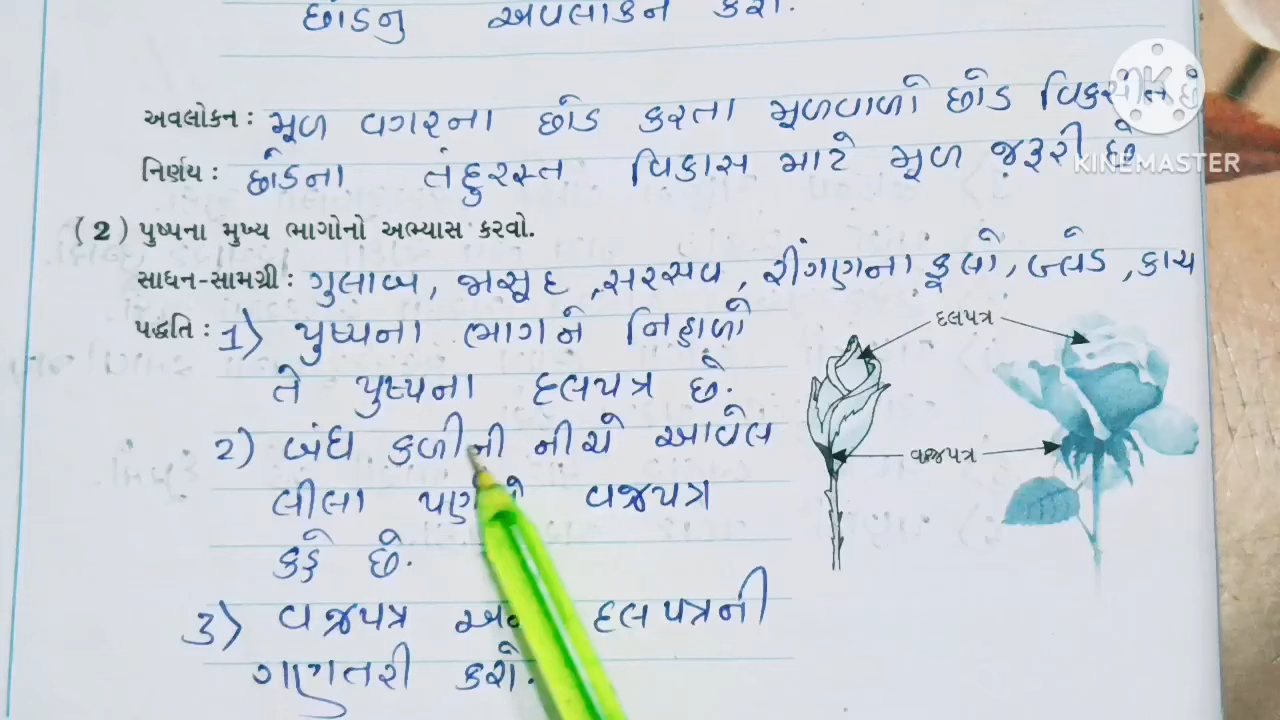 છોડનુ અવલોકન કરો.
અવલોકન : મૂળ વગરના છોડ કરતા મૂળવાળો છોડ વિકસીત છે
નિર્ણય : છોડના તંદુરસ્ત વિકાસ માટે મૂળ જરૂરી છે
KINEMASTER
(2) પુષ્પના મુખ્ય ભાગોનો અભ્યાસ કરવો.
સાધન-સામગ્રી : ગુલાબ, જાસૂદ, સરસવ, રીંગણના ફૂલો, બ્લેડ, કાચ
પદ્ધતિ : 1) પુષ્પના ભાગને નિહાળો
દલપત્ર
તે પુષ્પના દલપત્ર છે.
2) બંધ કળીની નીચે આવેલ
વજ્રપત્ર
લીલા વજ્રપત્ર
કહે છે.
3) વજ્રપત્ર અને દલપત્રની
ગણતરી કરો.